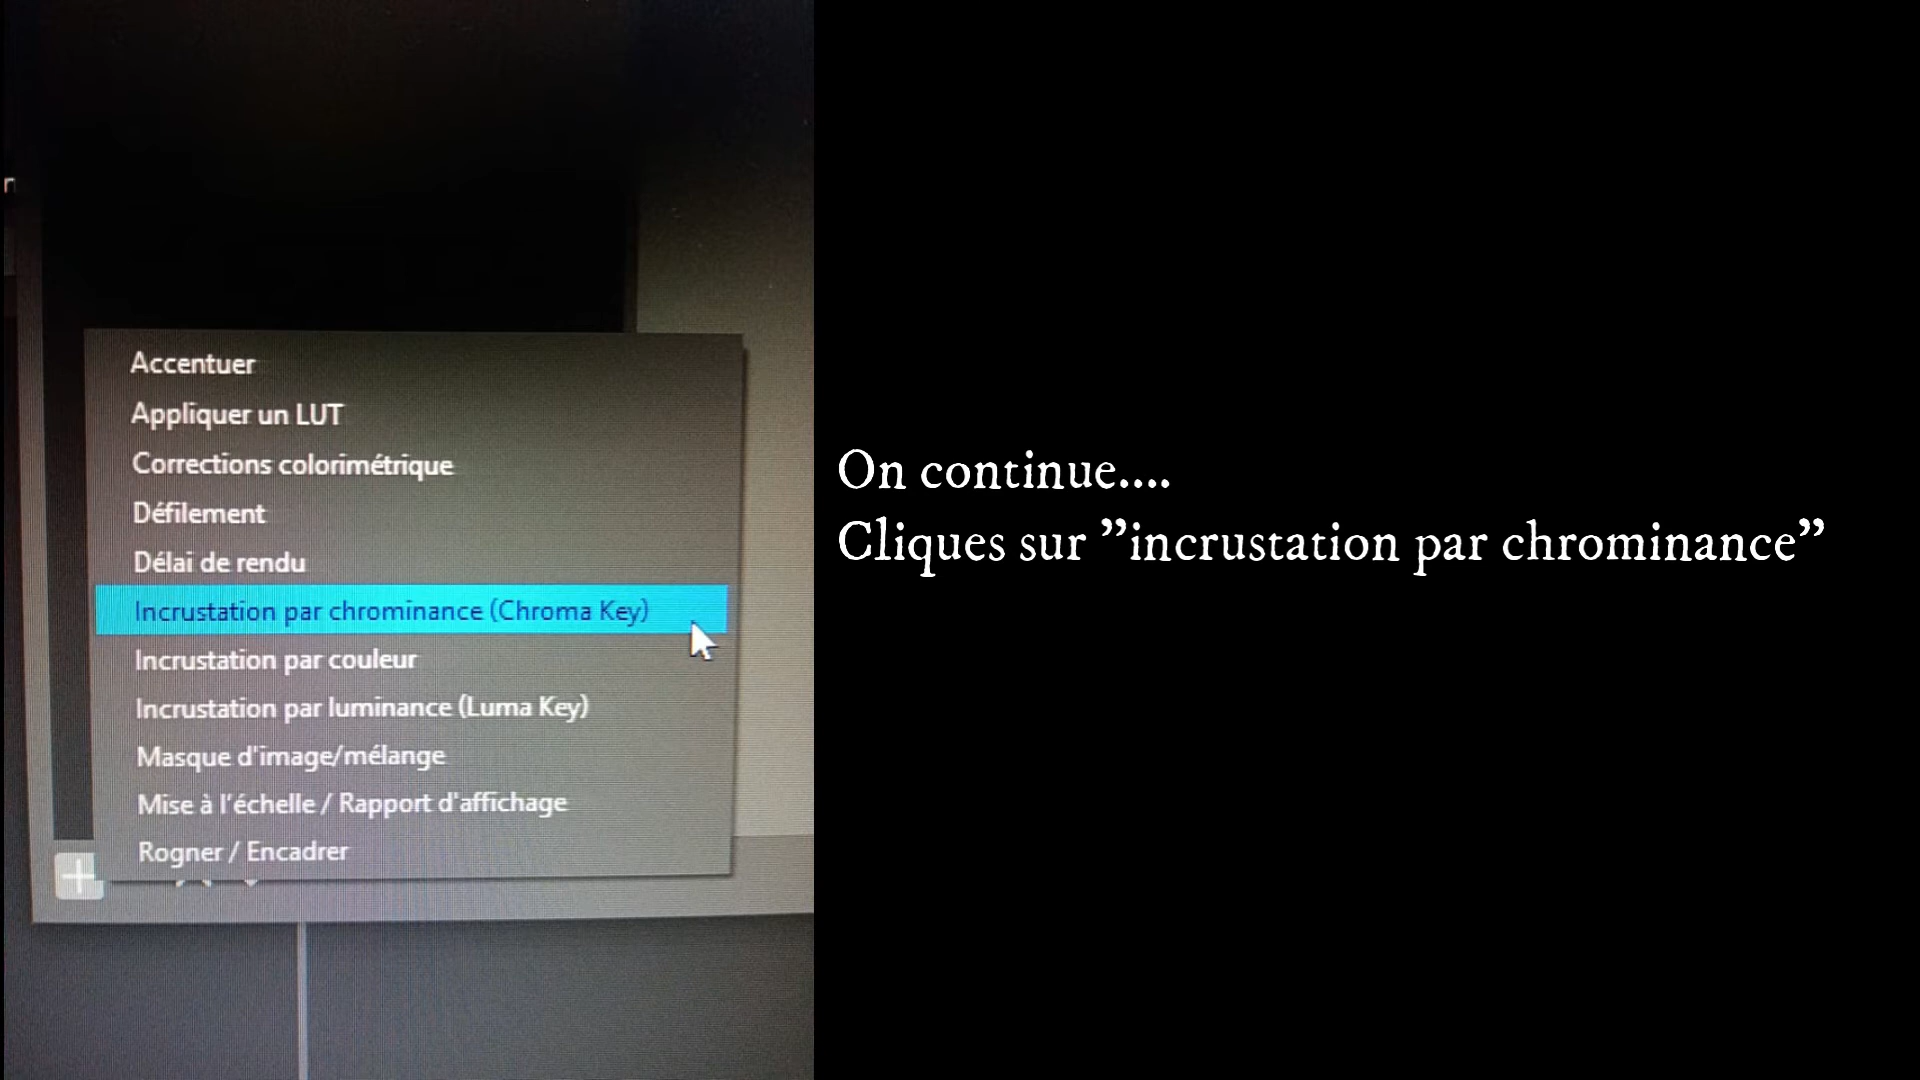 n
Accentuer
Appliquer un LUT
Corrections colorimétrique
Défilement
Délai de rendu
Incrustation par chrominance (Chroma Key)
Incrustation par couleur
Incrustation par luminance (Luma Key)
Masque d'image/mélange
Mise à l'échelle / Rapport d'affichage
Rogner / Encadrer
On continue....
Cliques sur ”incrustation par chrominance”